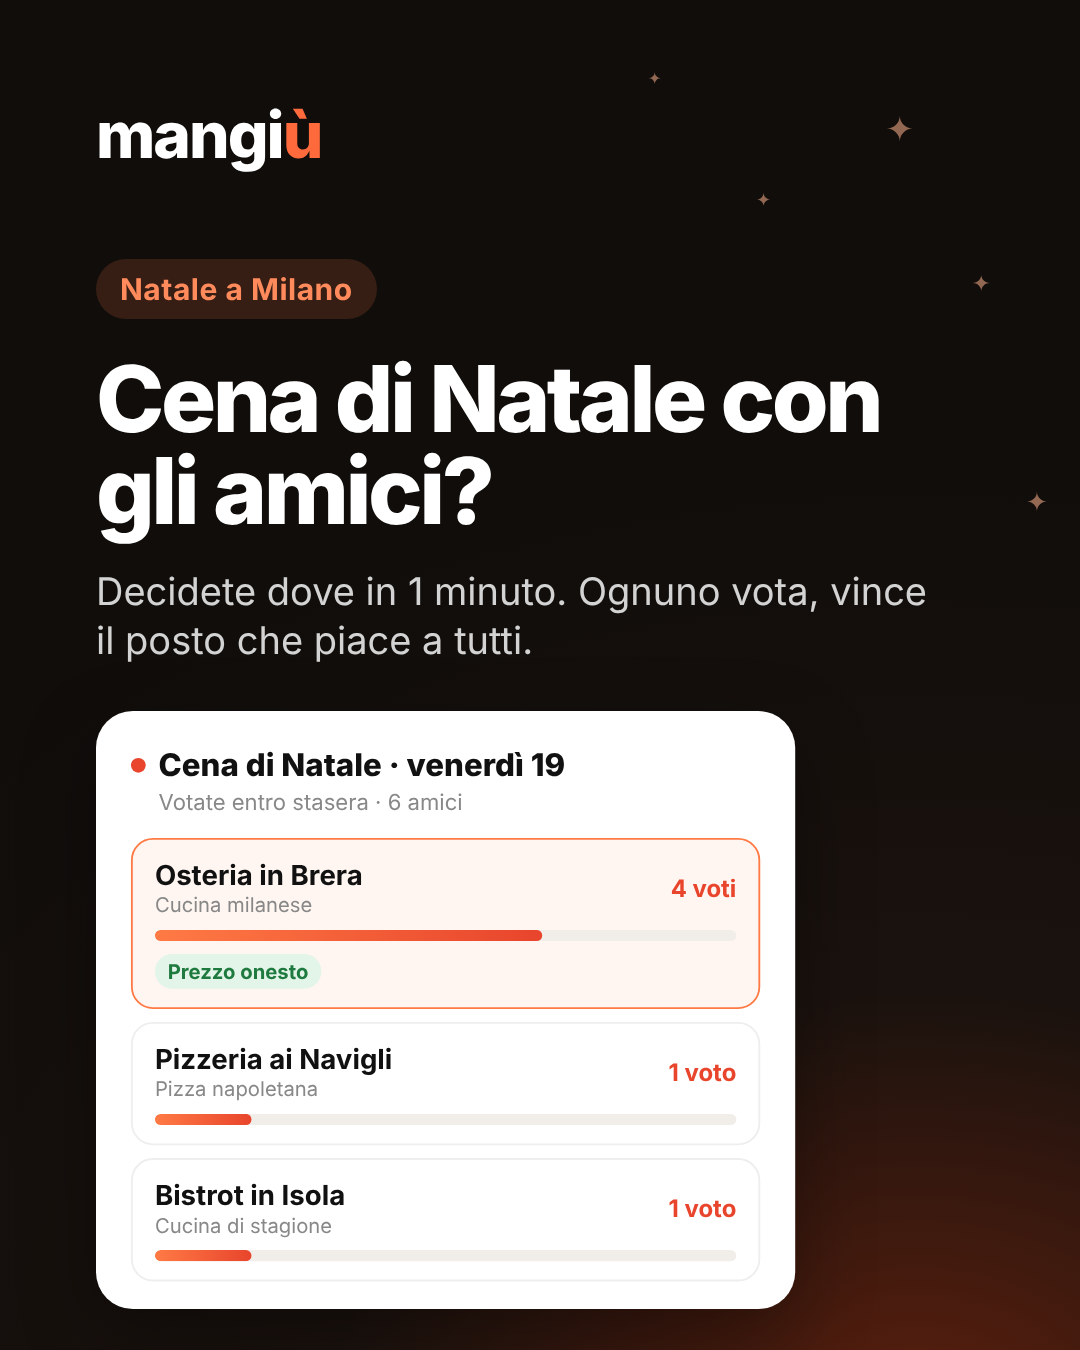 mangiù
Natale a Milano
Cena di Natale con
gli amici?
Decidete dove in 1 minuto. Ognuno vota, vince
il posto che piace a tutti.
Cena di Natale · venerdì 19
Votate entro stasera · 6 amici
Osteria in Brera
4 voti
Cucina milanese
Prezzo onesto
Pizzeria ai Navigli
1 voto
Pizza napoletana
Bistrot in Isola
1 voto
Cucina di stagione